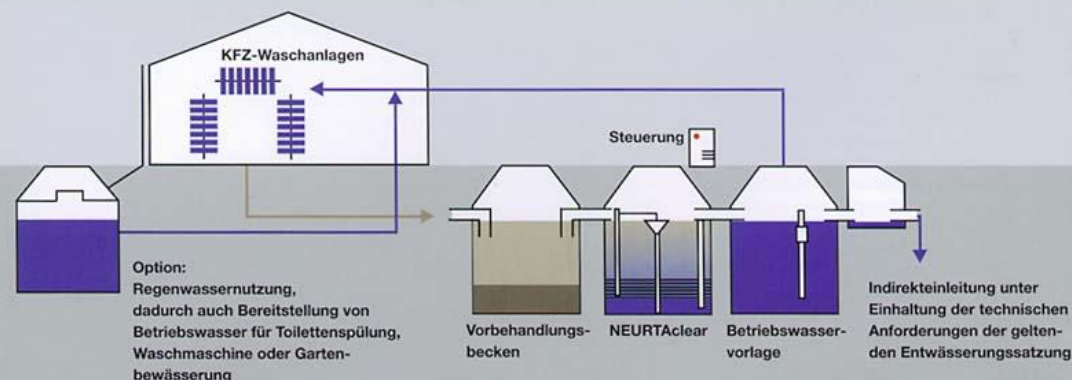 KFZ-Waschanlagen
Steuerung
Option:
Regenwassernutzung,
dadurch auch Bereitstellung von
Betriebswasser für Toilettenspülung,
Waschmaschine oder Garten-
bewässerung
Vorbehandlungs-
becken
NEURTAclear
Betriebswasser-
vorlage
Indirekteinleitung unter
Einhaltung der technischen
Anforderungen der gelten-
den Entwässerungssatzung